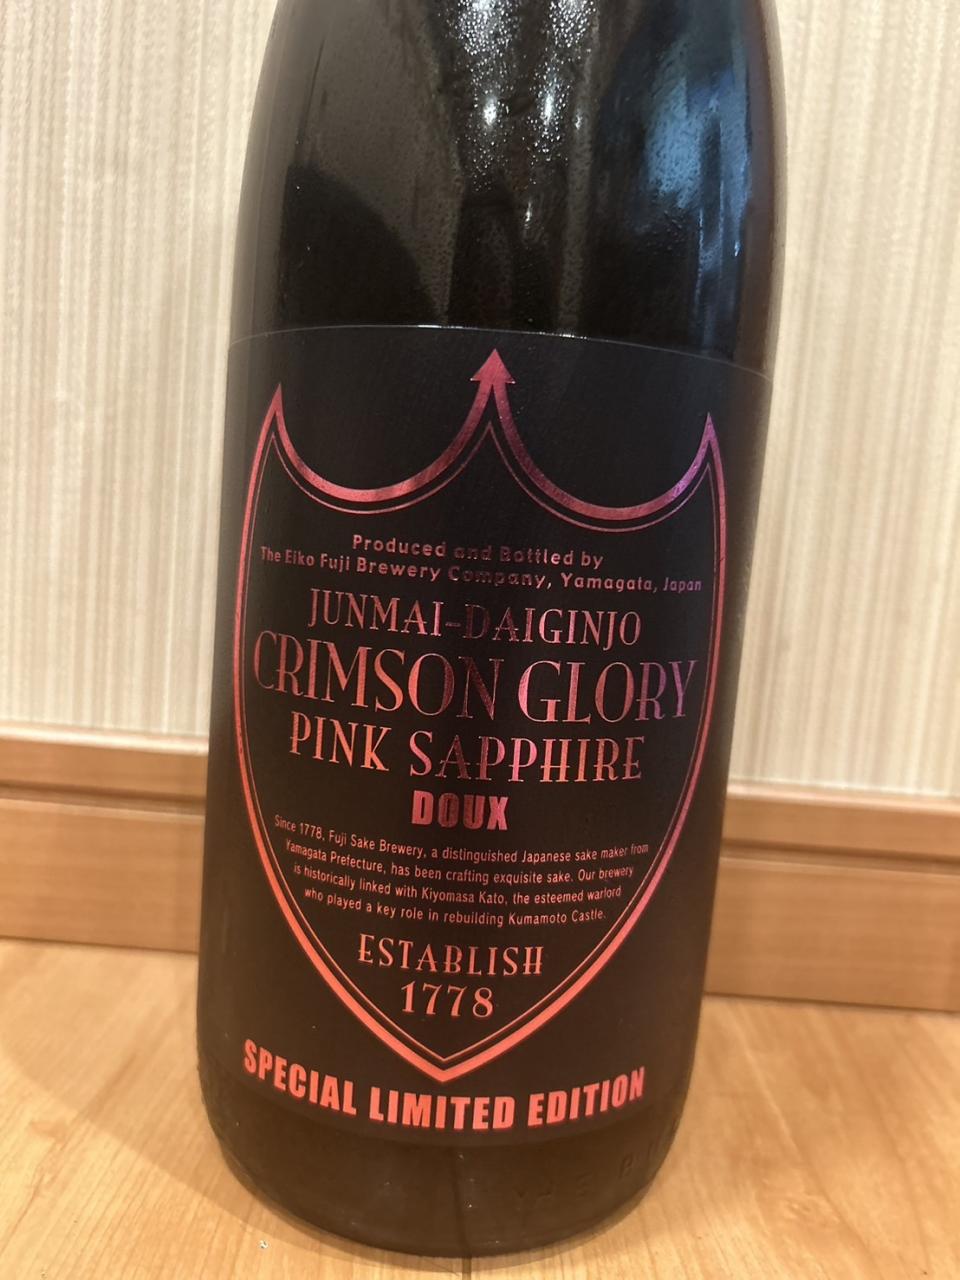 Produced and Bottled by
The Eiko Fuji Brewery Company, Yamagata, Japan
JUNMAI-DAIGINJO
CRIMSON GLORY
PINK SAPPHIRE
DOUX
Since 1778, Fuji Sake Brewery, a distinguished Japanese sake maker from
Yamagata Prefecture, has been crafting exquisite sake. Our brewery
is historically linked with Kiyomasa Kato, the esteemed warlord
who played a key role in rebuilding Kumamoto Castle.
ESTABLISH
1778
SPECIAL LIMITED EDITION